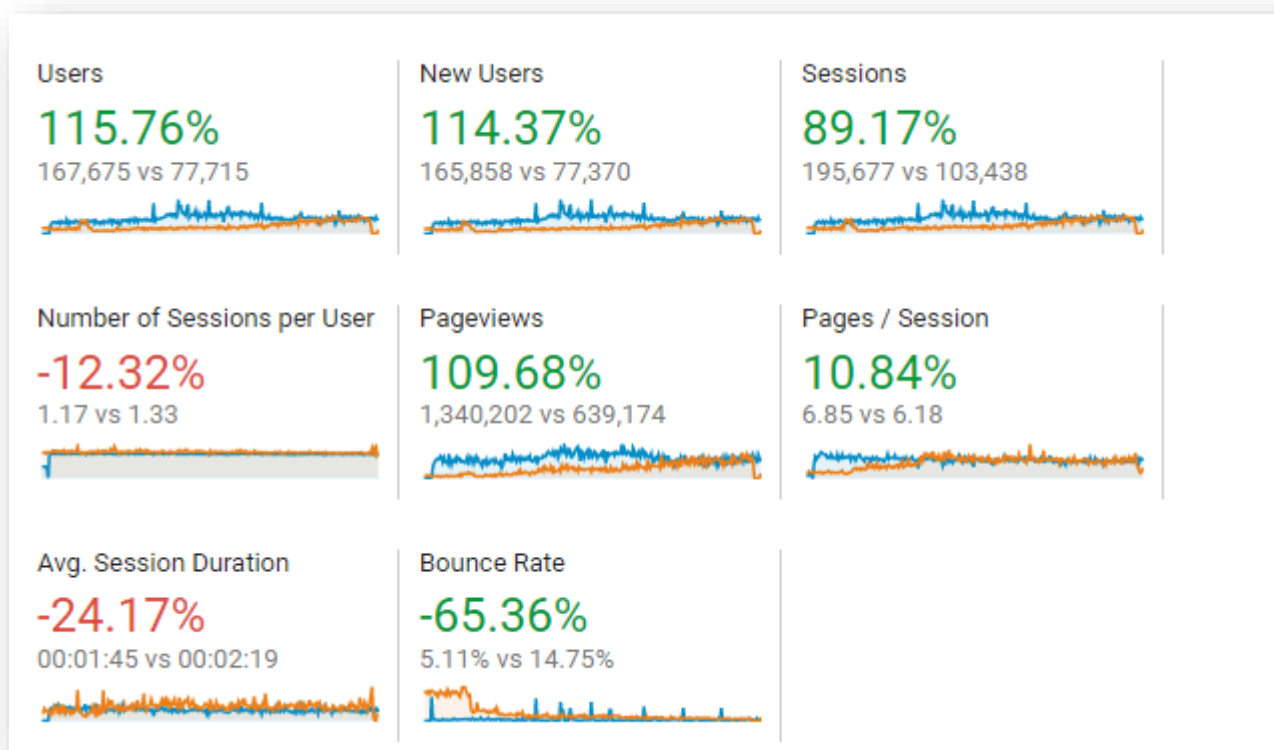 Users
115.76%
167,675 vs 77,715
New Users
114.37%
165,858 vs 77,370
Sessions
89.17%
195,677 vs 103,438
Number of Sessions per User
-12.32%
1.17 vs 1.33
Pageviews
109.68%
1,340,202 vs 639,174
Pages / Session
10.84%
6.85 vs 6.18
Avg. Session Duration
-24.17%
00:01:45 vs 00:02:19
Bounce Rate
-65.36%
5.11% vs 14.75%